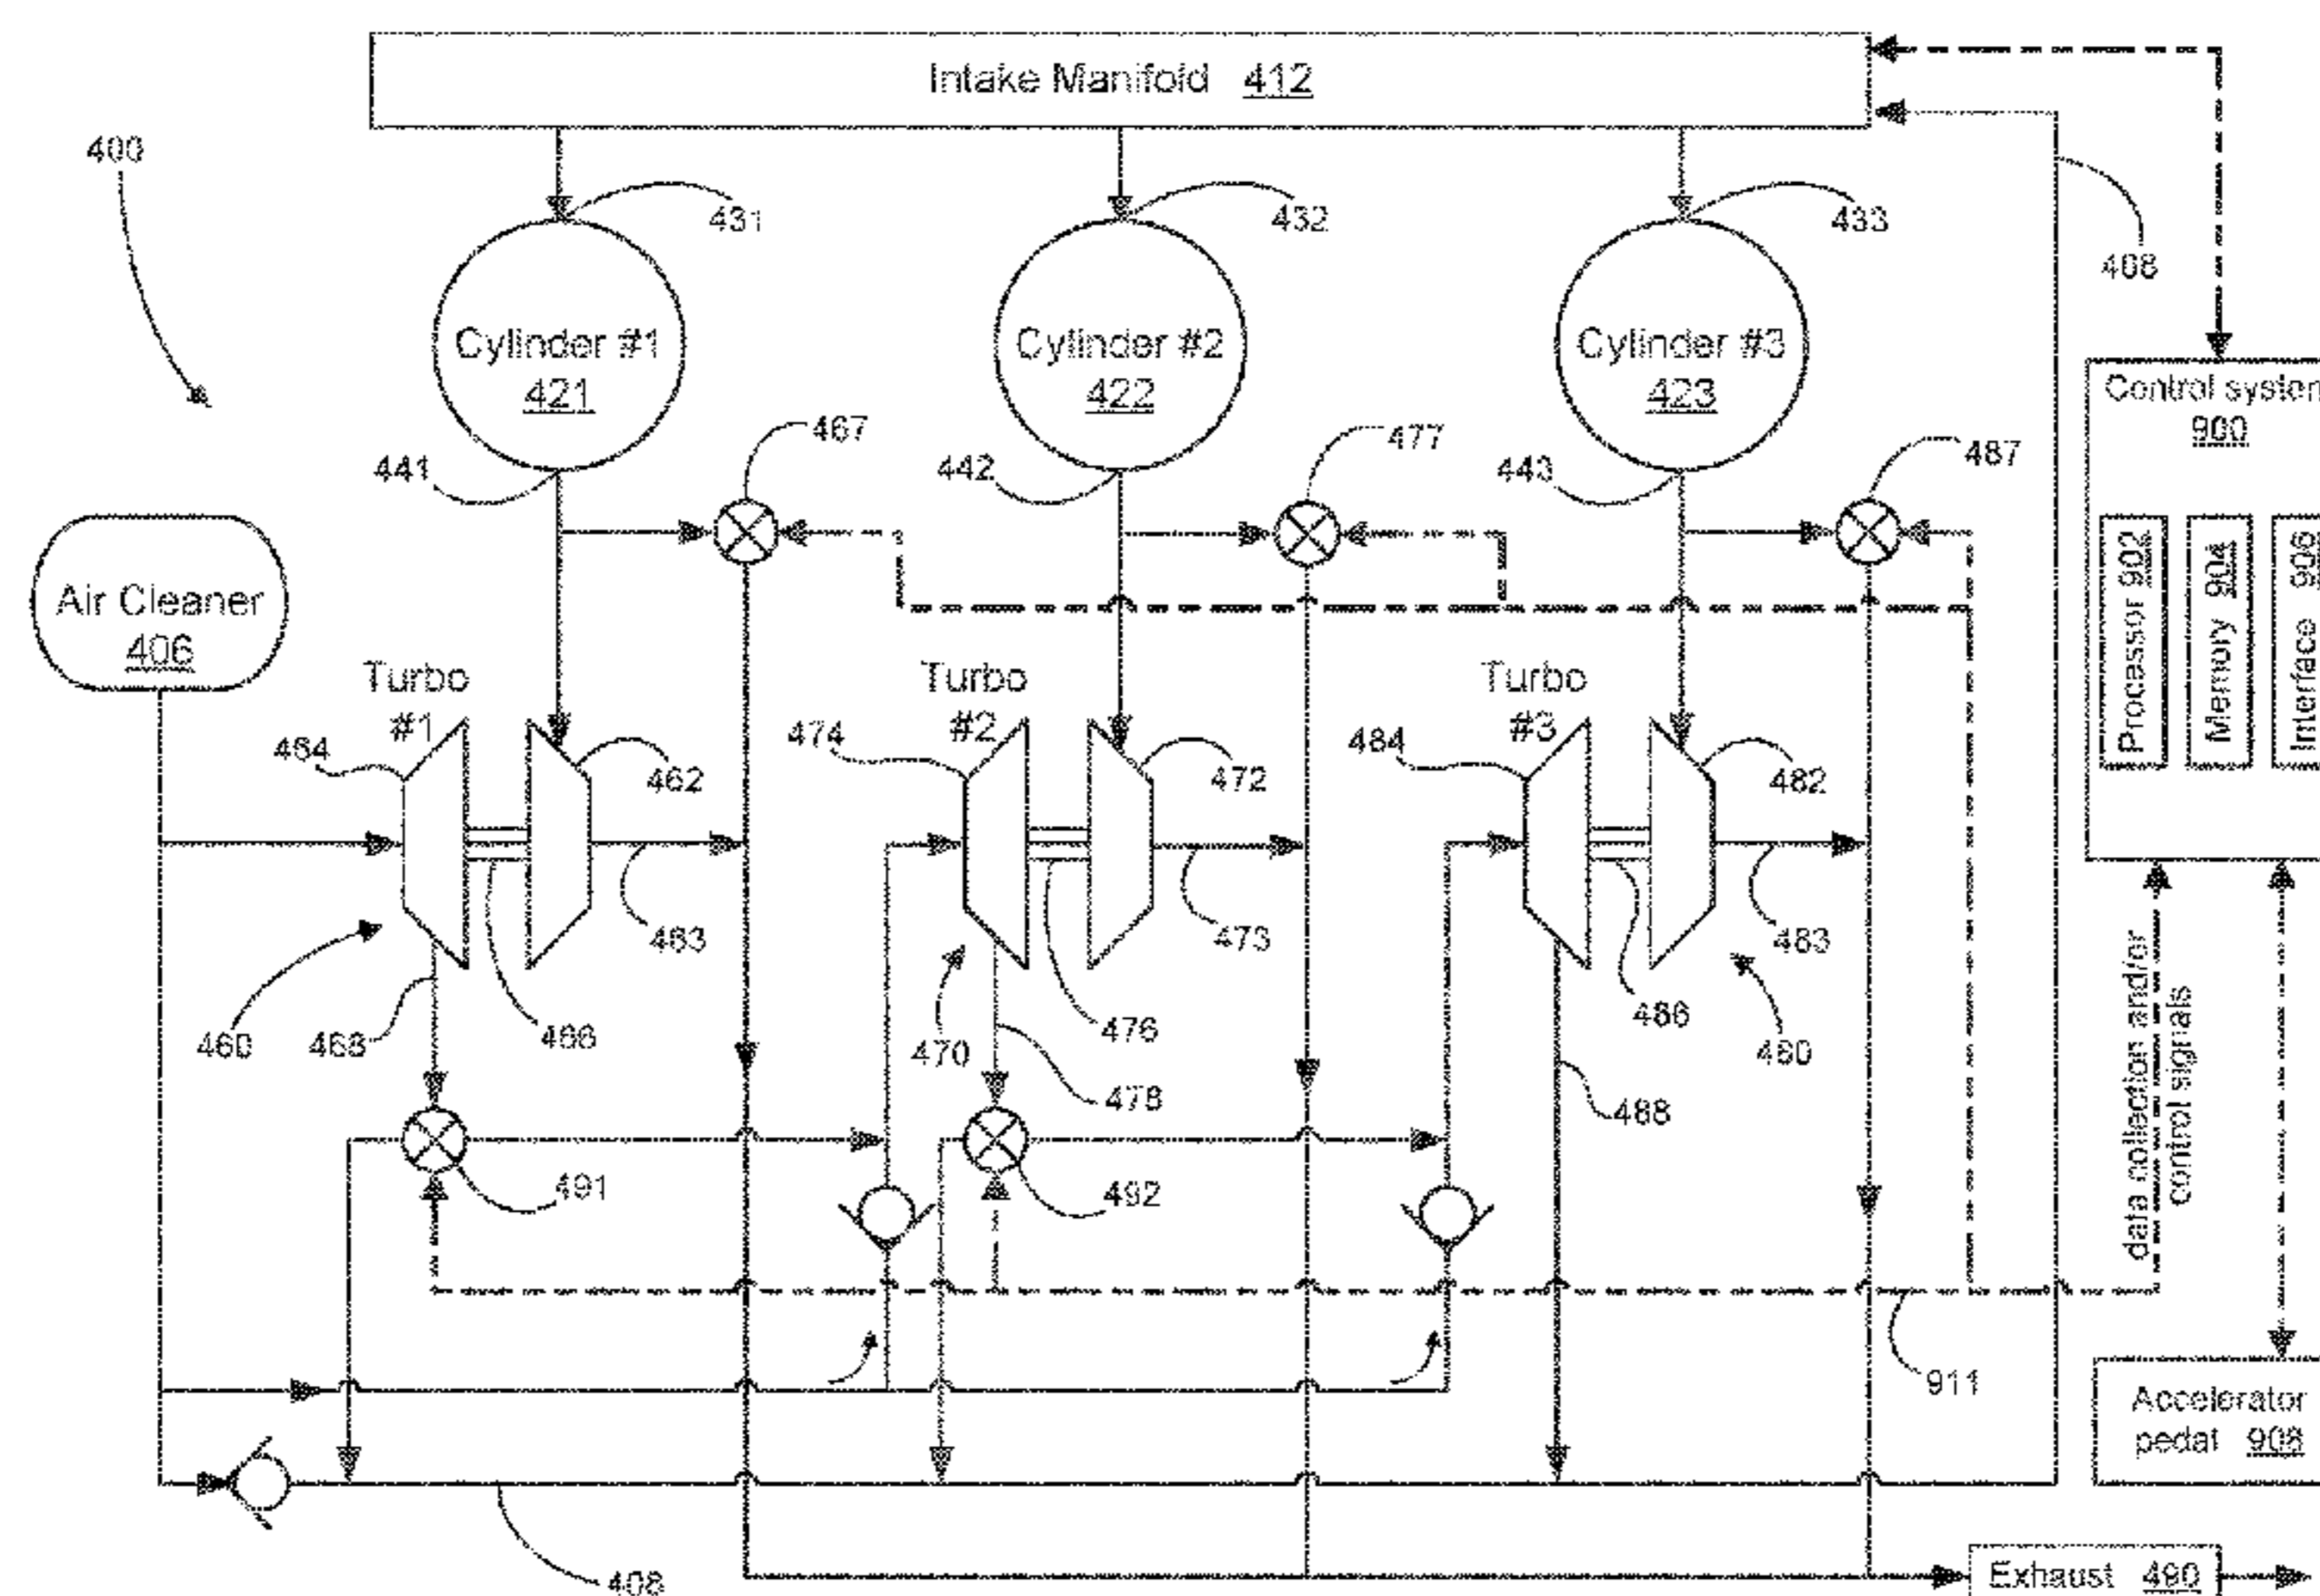 Intake Manifold 412
400
431
432
433
408
Cylinder #1
421
Cylinder #2
422
Cylinder #3
423
Control system
900
467
477
487
441
442
443
Air Cleaner
406
Processor 902
Memory 904
Interface 906
Turbo
#1
Turbo
#2
Turbo
#3
464
462
474
472
484
482
463
473
483
460
468
466
470
476
486
480
478
488
data collection and/or
control signals
491
492
911
Accelerator
pedal 908
408
Exhaust 490